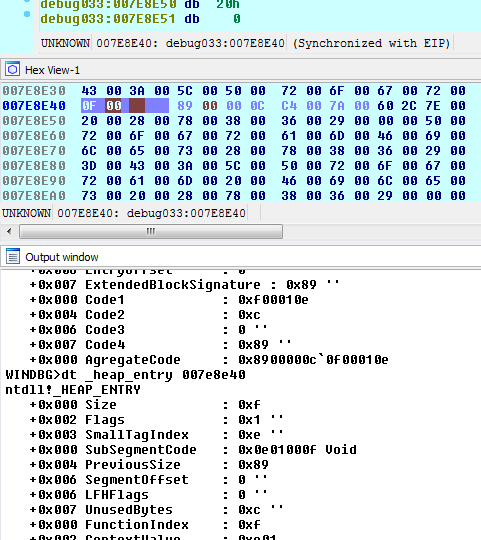 debug033:007E8E50 db 20h
debug033:007E8E51 db 0
UNKNOWN 007E8E40: debug033:007E8E40 (Synchronized with EIP)
Hex View-1
007E8E30 43 00 3A 00 5C 00 50 00 72 00 6F 00 67 00 72 00
007E8E40 0F 00 89 00 00 0C C4 00 7A 00 60 2C 7E 00
007E8E50 20 00 28 00 78 00 38 00 36 00 29 00 00 00 50 00
007E8E60 72 00 6F 00 67 00 72 00 61 00 6D 00 46 00 69 00
007E8E70 6C 00 65 00 73 00 28 00 78 00 38 00 36 00 29 00
007E8E80 3D 00 43 00 3A 00 5C 00 50 00 72 00 6F 00 67 00
007E8E90 72 00 61 00 6D 00 20 00 46 00 69 00 6C 00 65 00
007E8EA0 73 00 20 00 28 00 78 00 38 00 36 00 29 00 00 00
UNKNOWN 007E8E40: debug033:007E8E40
Output window
+0x006 EntryOffset : 0 ''
+0x007 ExtendedBlockSignature : 0x89 ''
+0x000 Code1 : 0xf00010e
+0x004 Code2 : 0xc
+0x006 Code3 : 0 ''
+0x007 Code4 : 0x89 ''
+0x000 AgregateCode : 0x8900000c`0f00010e
WINDBG>dt _heap_entry 007e8e40
ntdll!_HEAP_ENTRY
+0x000 Size : 0xf
+0x002 Flags : 0x1 ''
+0x003 SmallTagIndex : 0xe ''
+0x000 SubSegmentCode : 0x0e01000f Void
+0x004 PreviousSize : 0x89
+0x006 SegmentOffset : 0 ''
+0x006 LFHFlags : 0 ''
+0x007 UnusedBytes : 0xc ''
+0x000 FunctionIndex : 0xf
+0x002 ContextValue : 0xe01